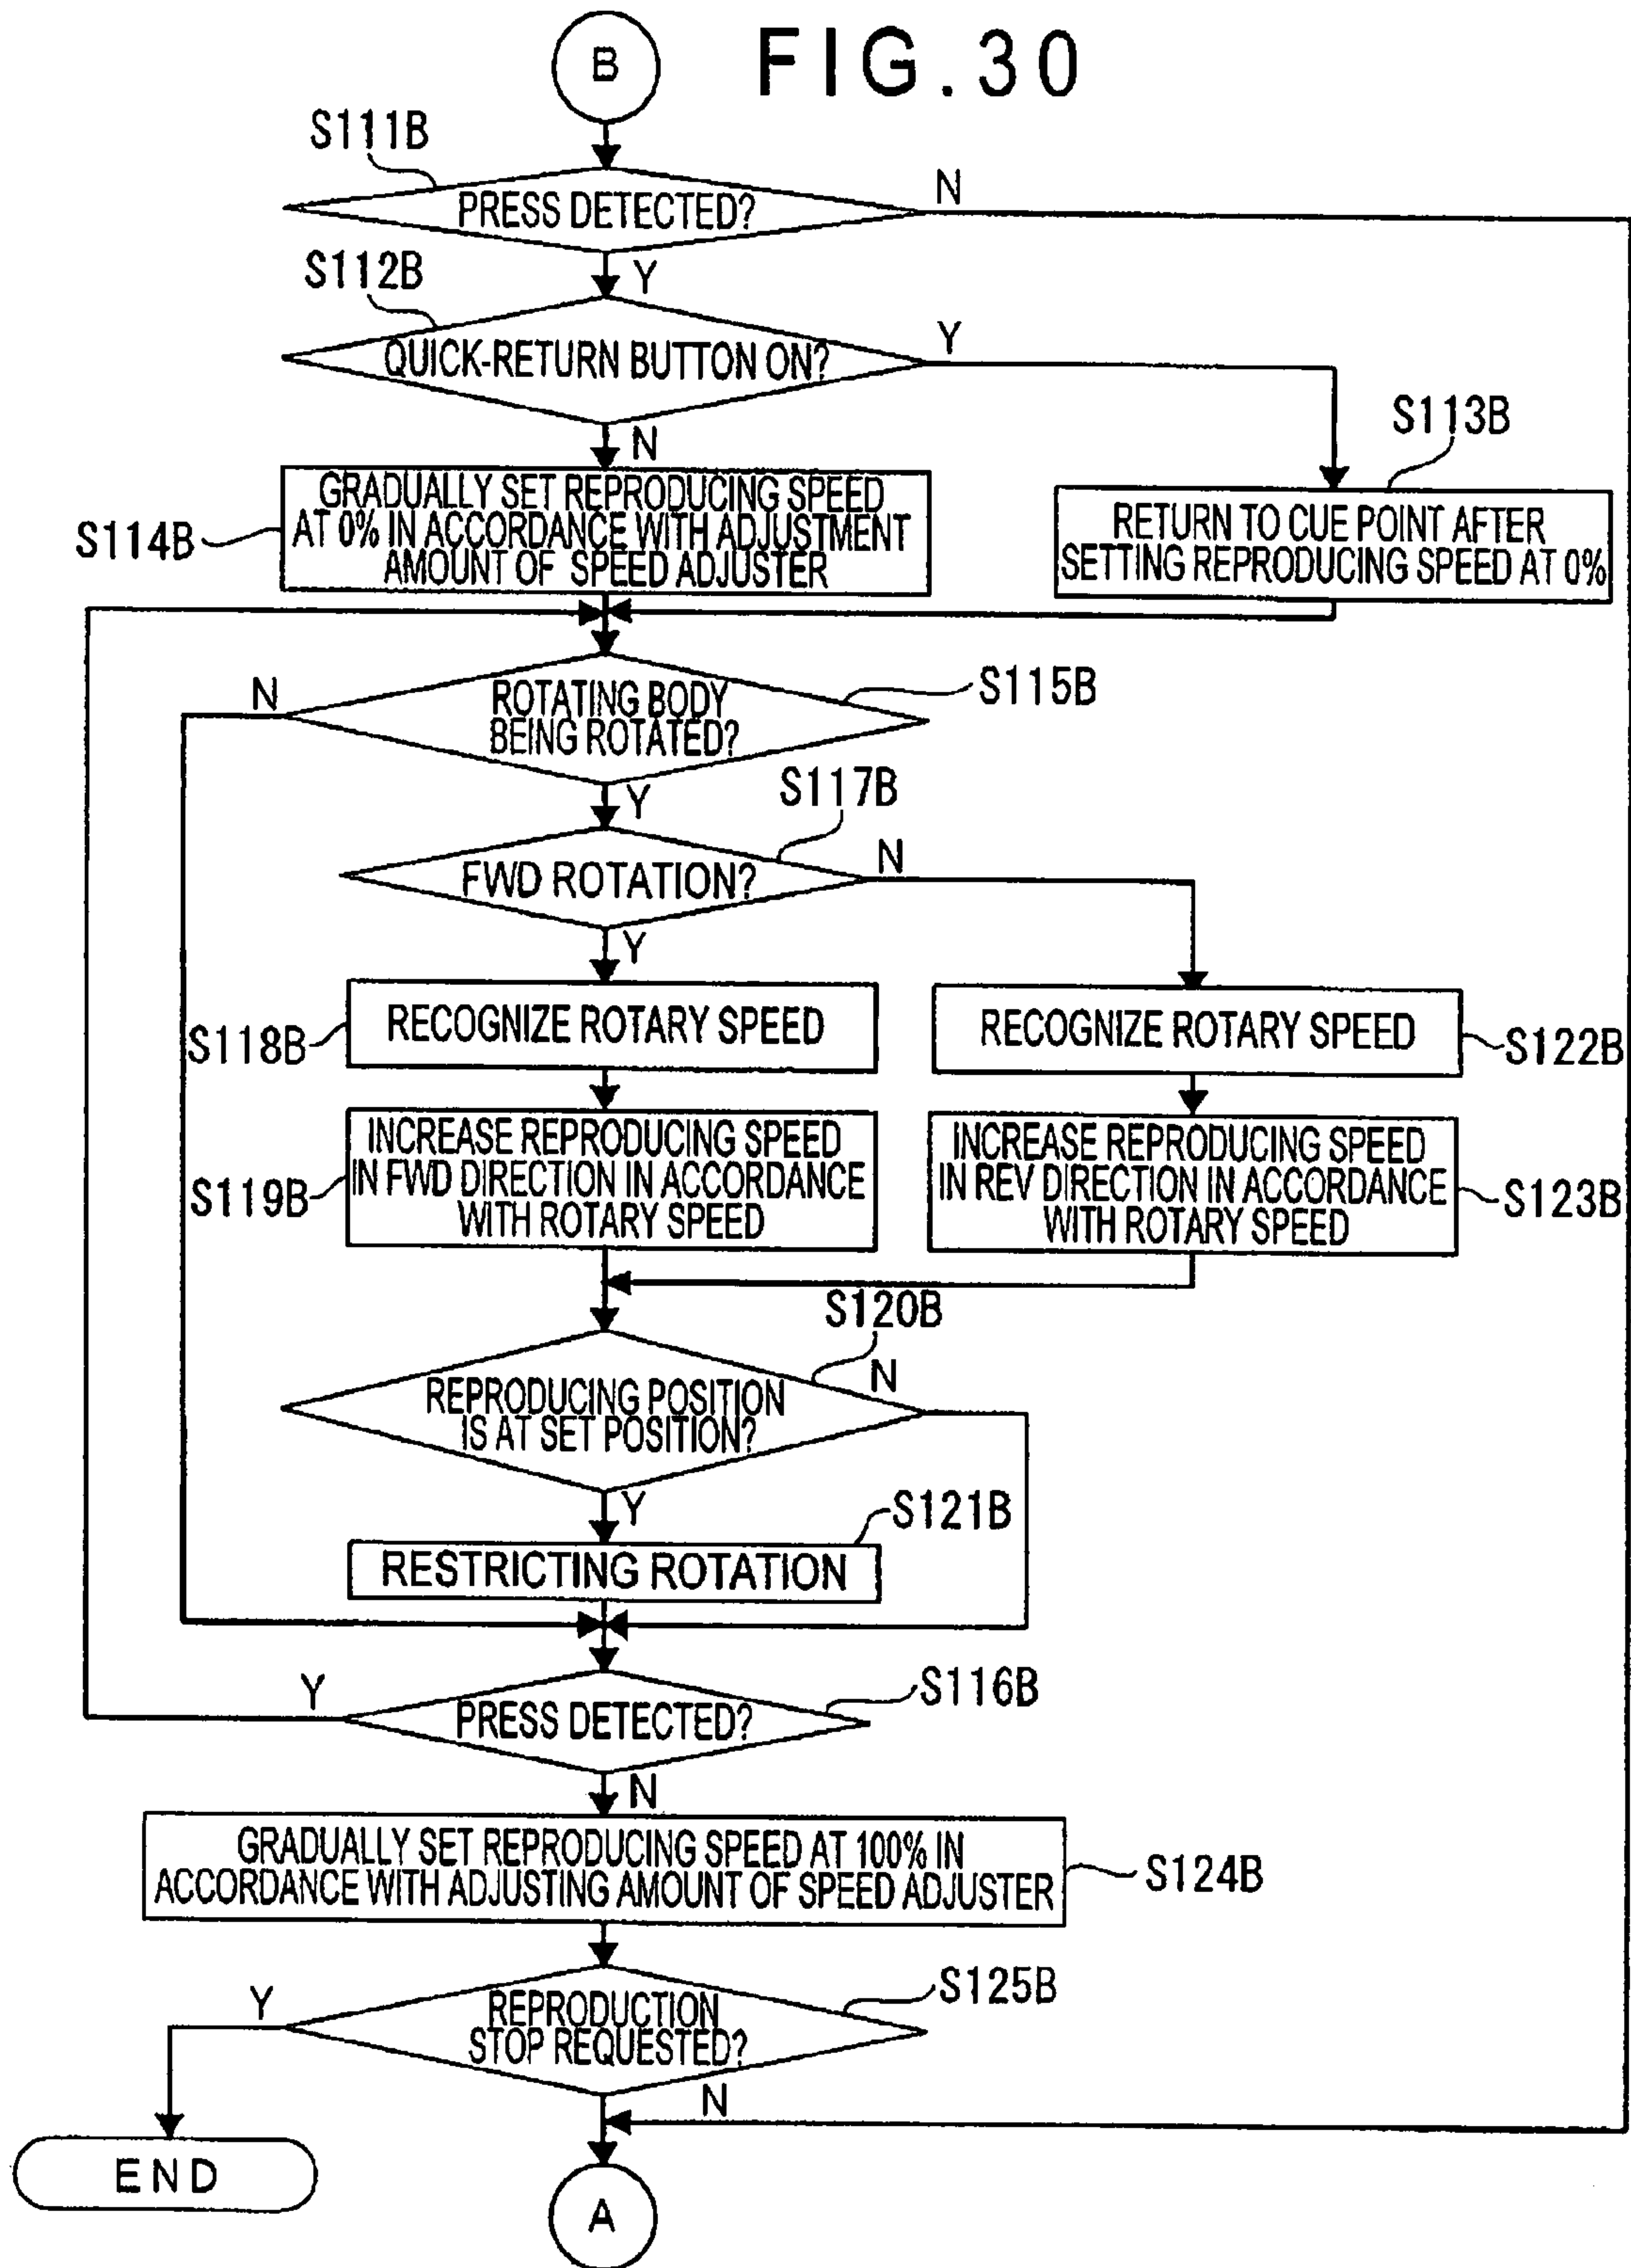 B
FIG.30
S111B
PRESS DETECTED?
N
S112B
Y
QUICK-RETURN BUTTON ON?
Y
S113B
N
GRADUALLY SET REPRODUCING SPEED
AT 0% IN ACCORDANCE WITH ADJUSTMENT
AMOUNT OF SPEED ADJUSTER
S114B
RETURN TO CUE POINT AFTER
SETTING REPRODUCING SPEED AT 0%
N
ROTATING BODY
BEING ROTATED?
S115B
Y
S117B
FWD ROTATION?
N
Y
RECOGNIZE ROTARY SPEED
S118B
RECOGNIZE ROTARY SPEED
S122B
INCREASE REPRODUCING SPEED
IN FWD DIRECTION IN ACCORDANCE
WITH ROTARY SPEED
S119B
INCREASE REPRODUCING SPEED
IN REV DIRECTION IN ACCORDANCE
WITH ROTARY SPEED
S123B
S120B
N
REPRODUCING POSITION
IS AT SET POSITION?
Y
S121B
RESTRICTING ROTATION
Y
S116B
PRESS DETECTED?
N
GRADUALLY SET REPRODUCING SPEED AT 100% IN
ACCORDANCE WITH ADJUSTING AMOUNT OF SPEED ADJUSTER
S124B
Y
S125B
REPRODUCTION
STOP REQUESTED?
N
END
A